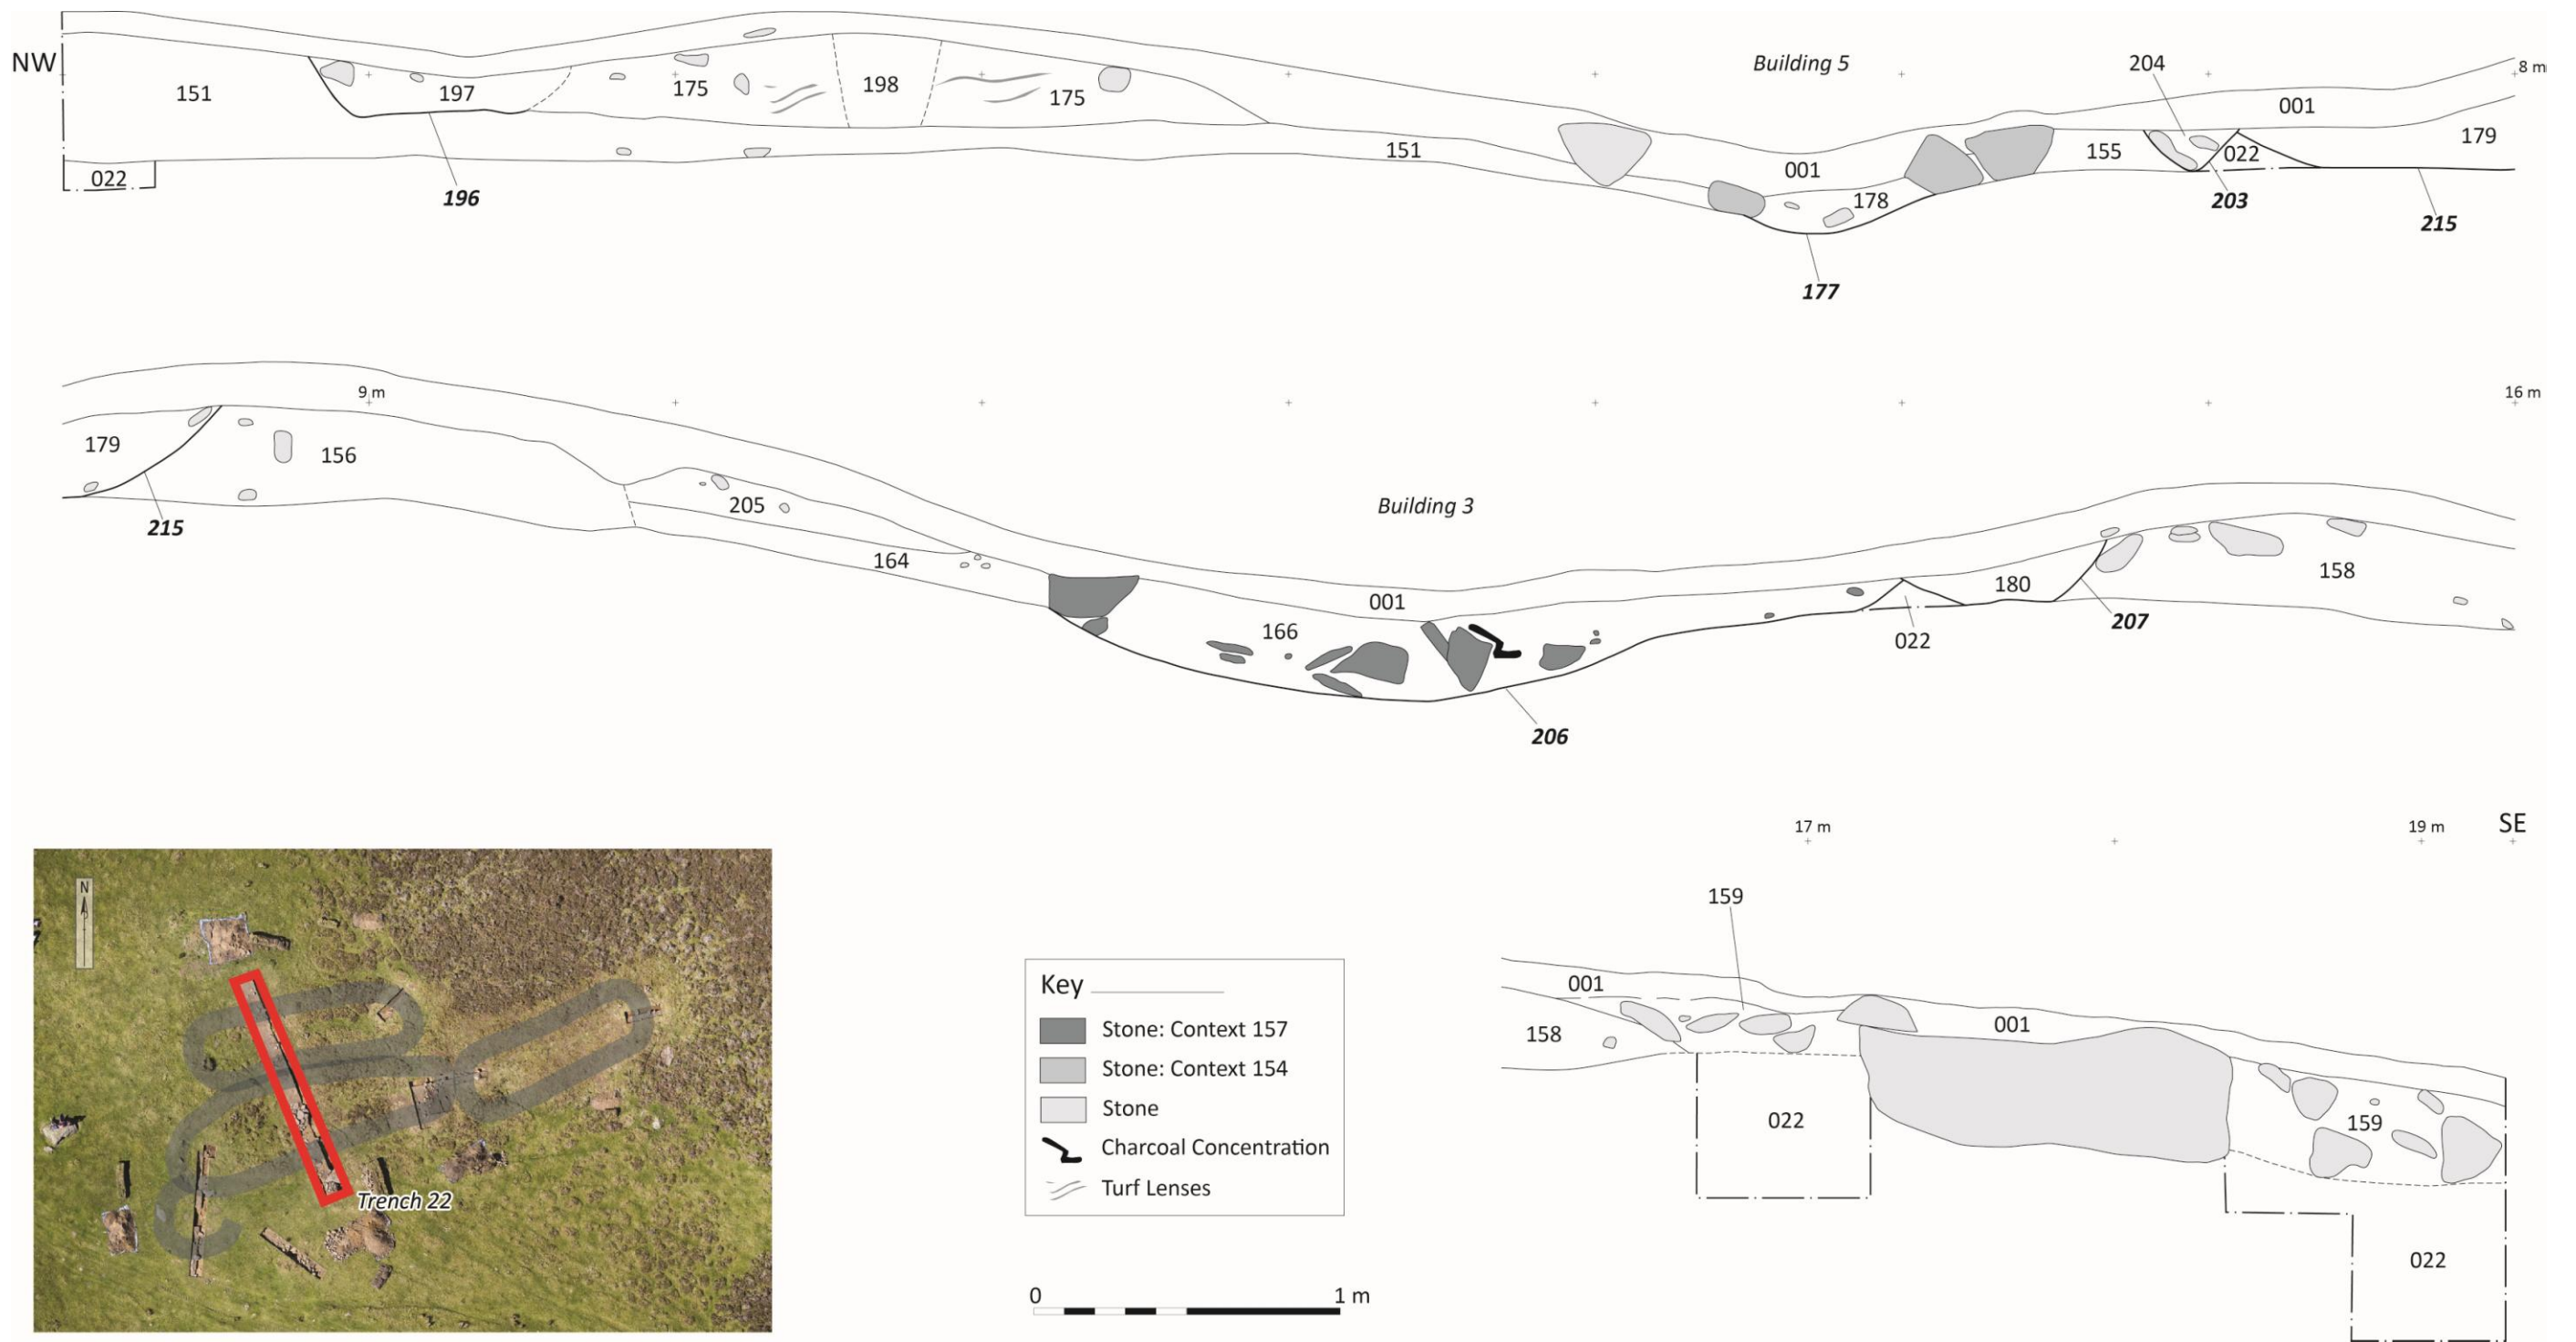 NW
Building 5
204
8 m
151
197
175
198
175
001
179
022
196
151
001
178
155
022
203
215
177
9 m
16 m
179
156
205
Building 3
164
001
166
180
158
215
022
207
206
17 m
19 m
SE
159
001
158
001
022
159
022
N
Trench 22
Key
Stone: Context 157
Stone: Context 154
Stone
Charcoal Concentration
Turf Lenses
0
1 m